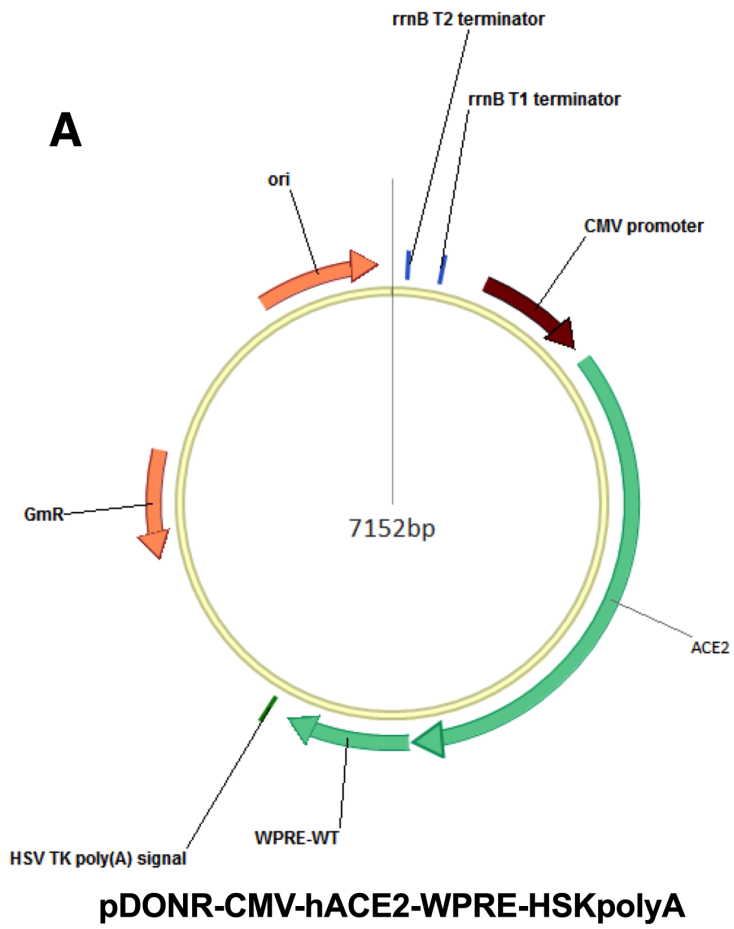 rrnB T2 terminator
rrnB T1 terminator
A
ori
CMV promoter
GmR
7152bp
ACE2
WPRE-WT
HSV TK poly(A) signal
pDONR-CMV-hACE2-WPRE-HSKpolyA